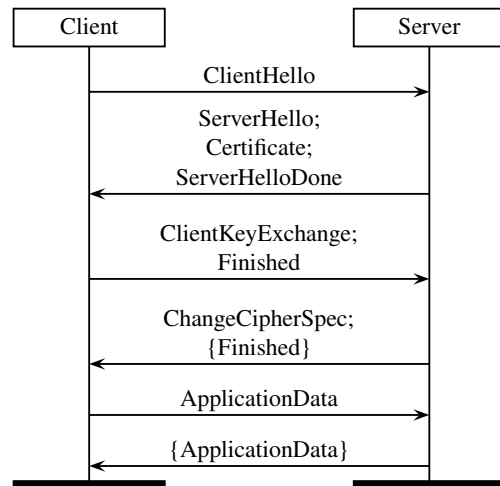 Client
Server
ClientHello
ServerHello;
Certificate;
ServerHelloDone
ClientKeyExchange;
Finished
ChangeCipherSpec;
{Finished}
ApplicationData
{ApplicationData}